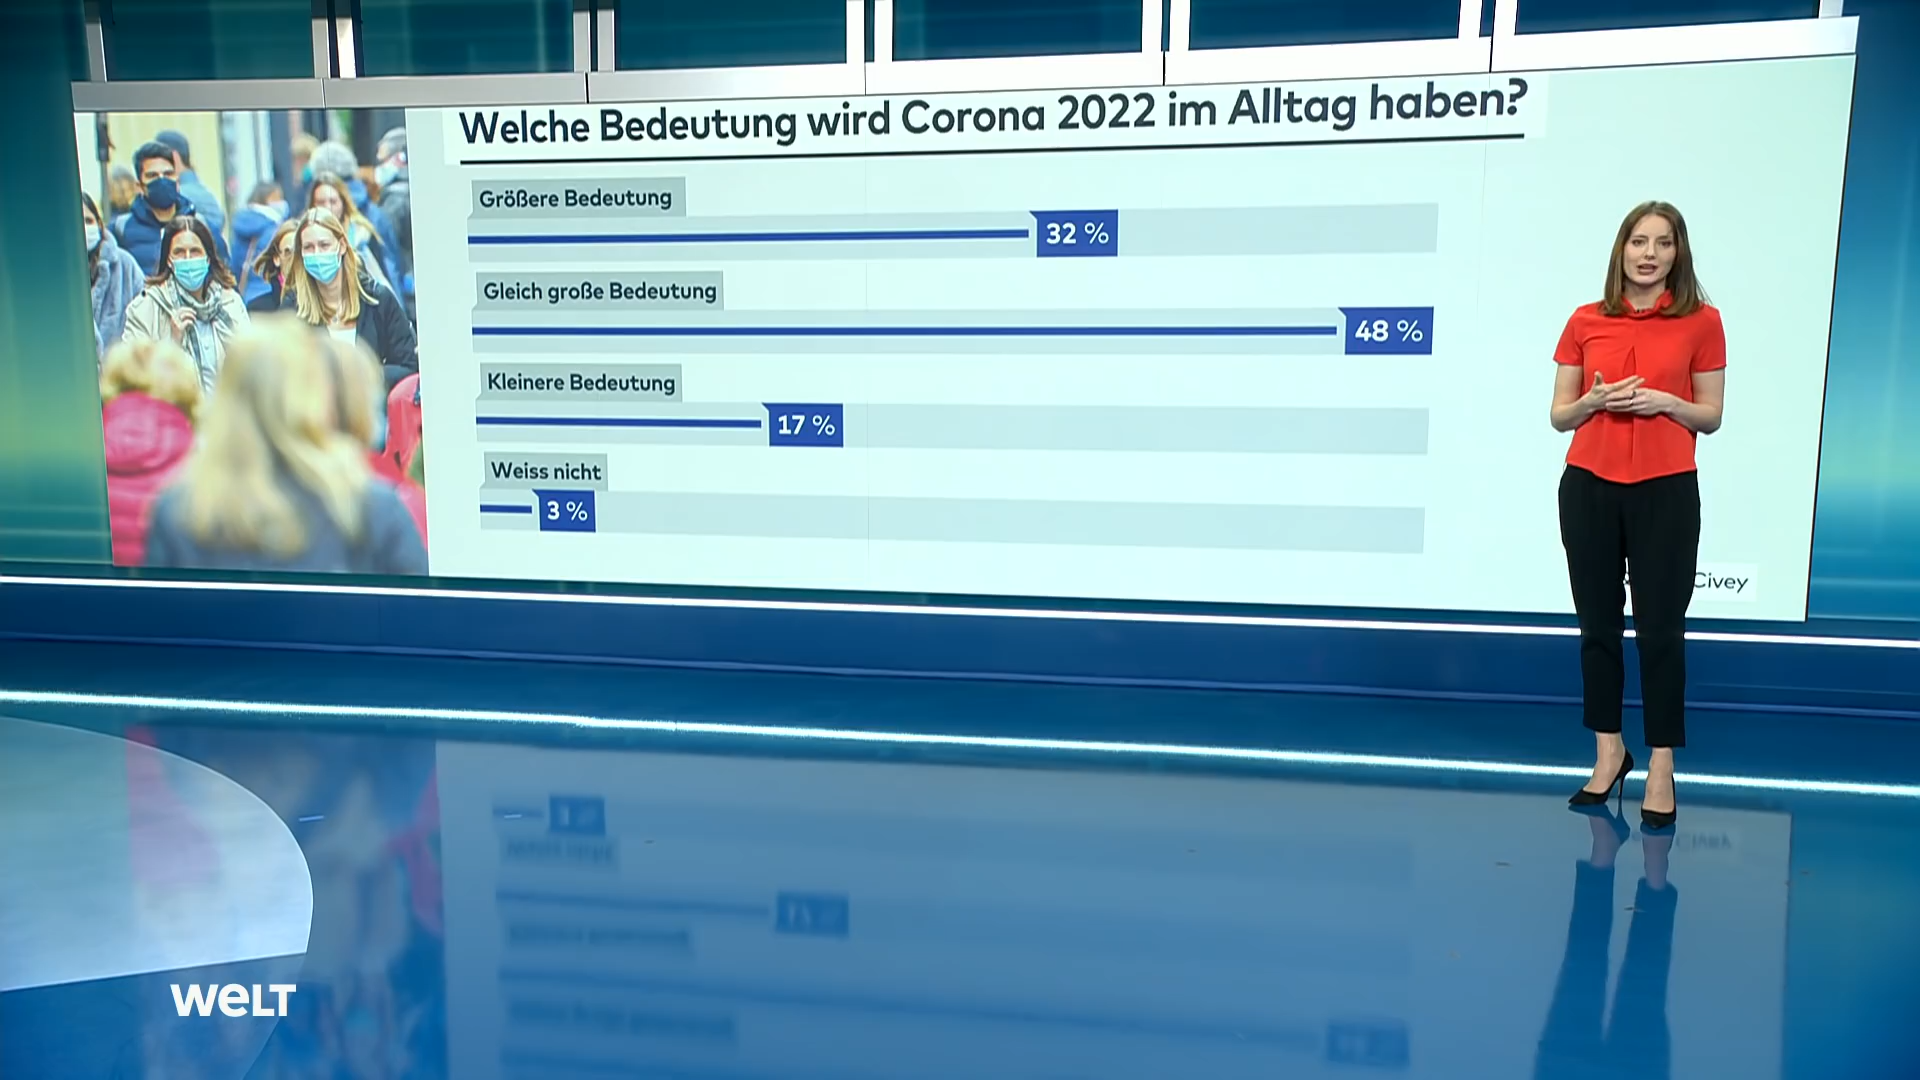 Welche Bedeutung wird Corona 2022 im Alltag haben?
Größere Bedeutung
32 %
Gleich große Bedeutung
48 %
Kleinere Bedeutung
17 %
Weiss nicht
3 %
Civey
WELT